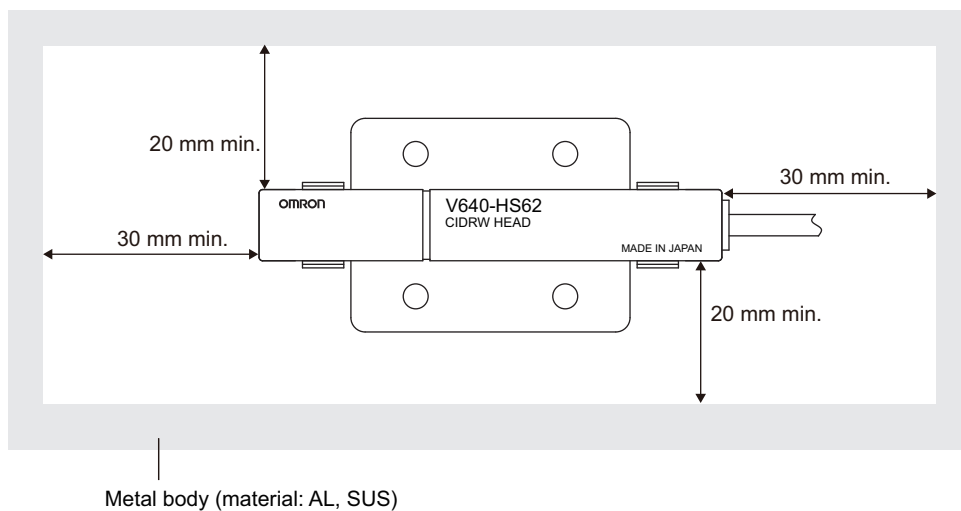 20 mm min.
30 mm min.
OMRON
V640-HS62
CIDRW HEAD
30 mm min.
MADE IN JAPAN
20 mm min.
Metal body (material: AL, SUS)